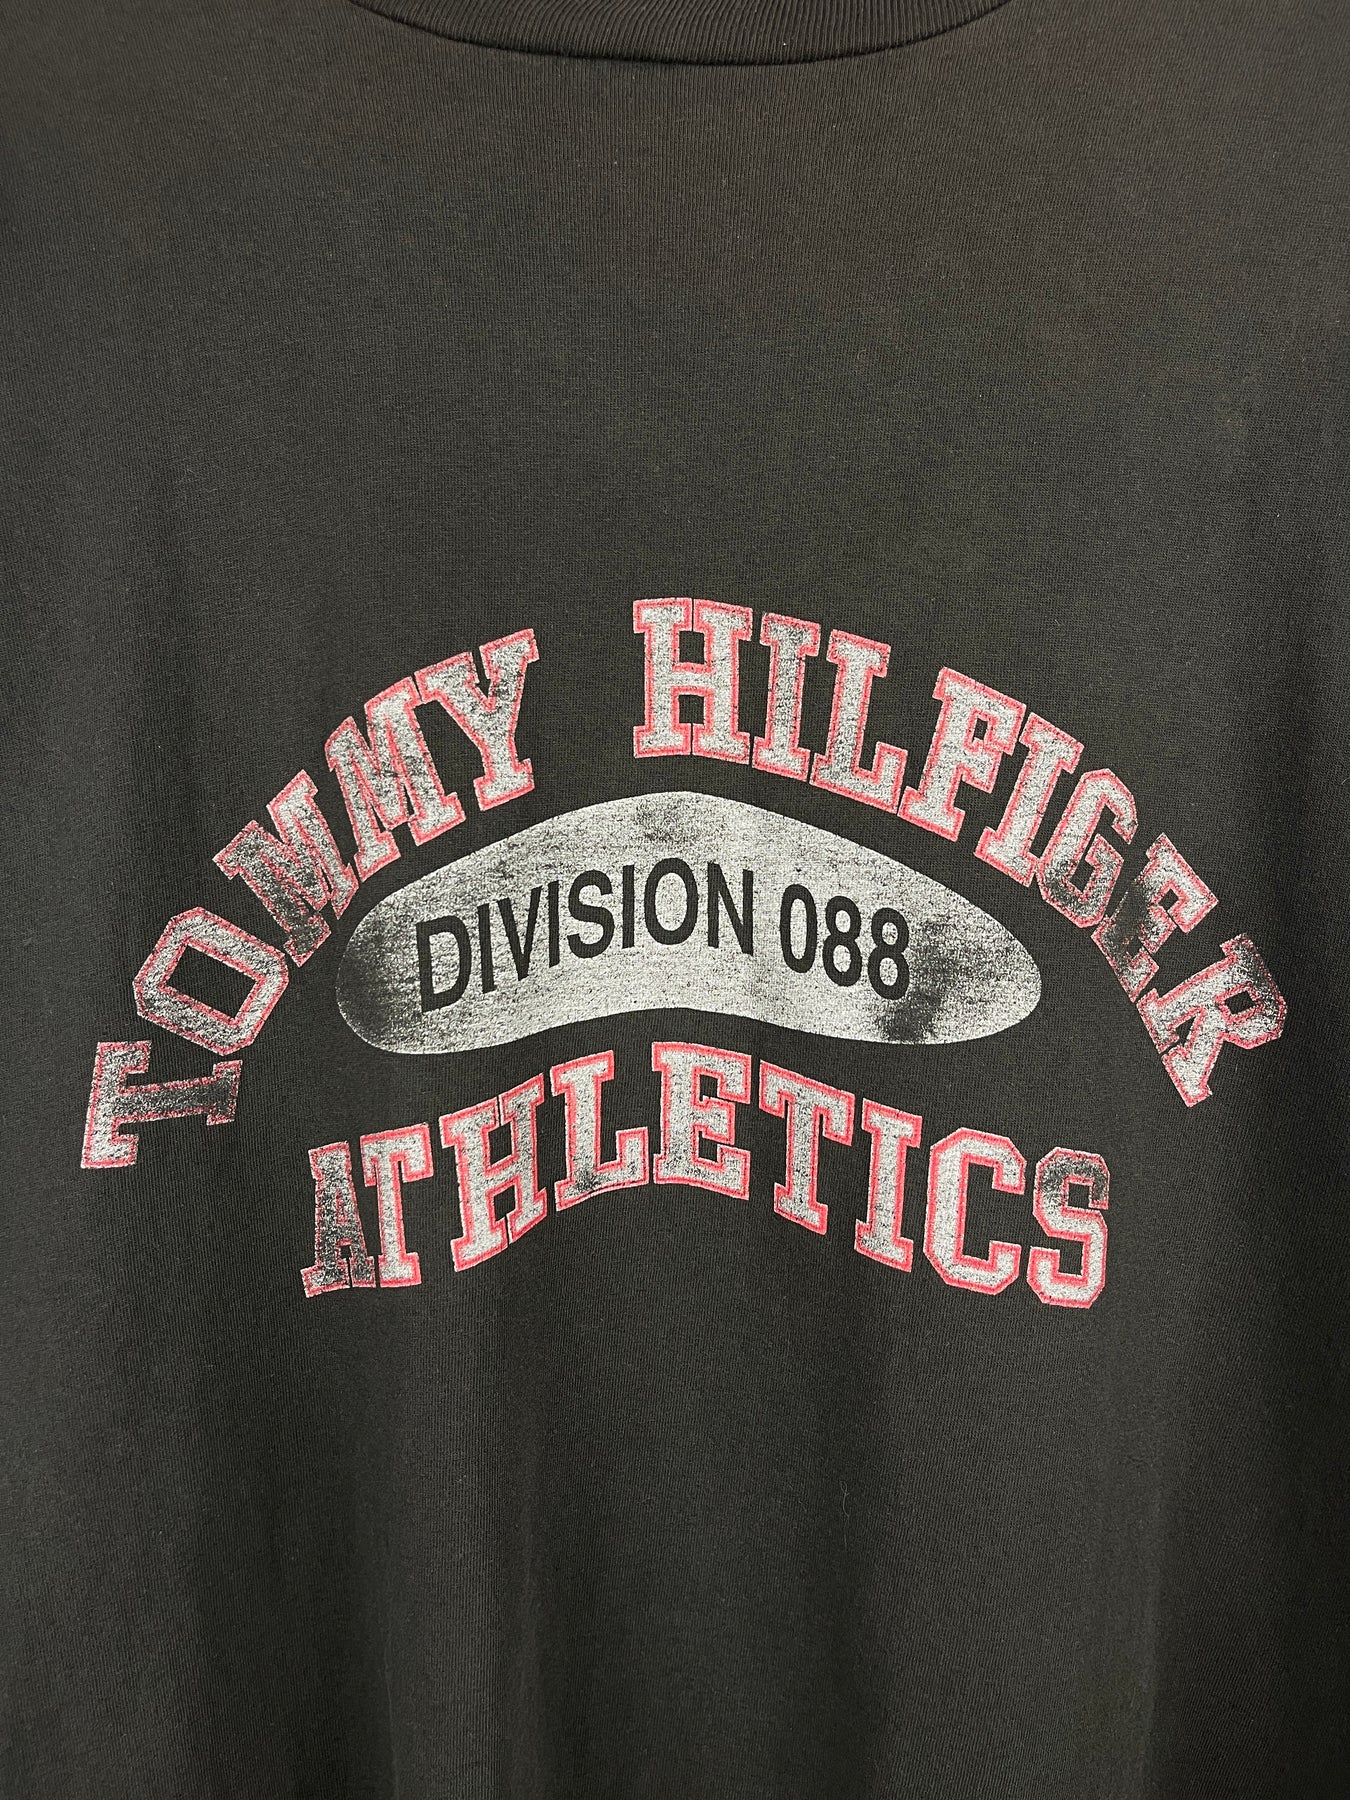 TOMMY HILFIGER
DIVISION 088
ATHLETICS